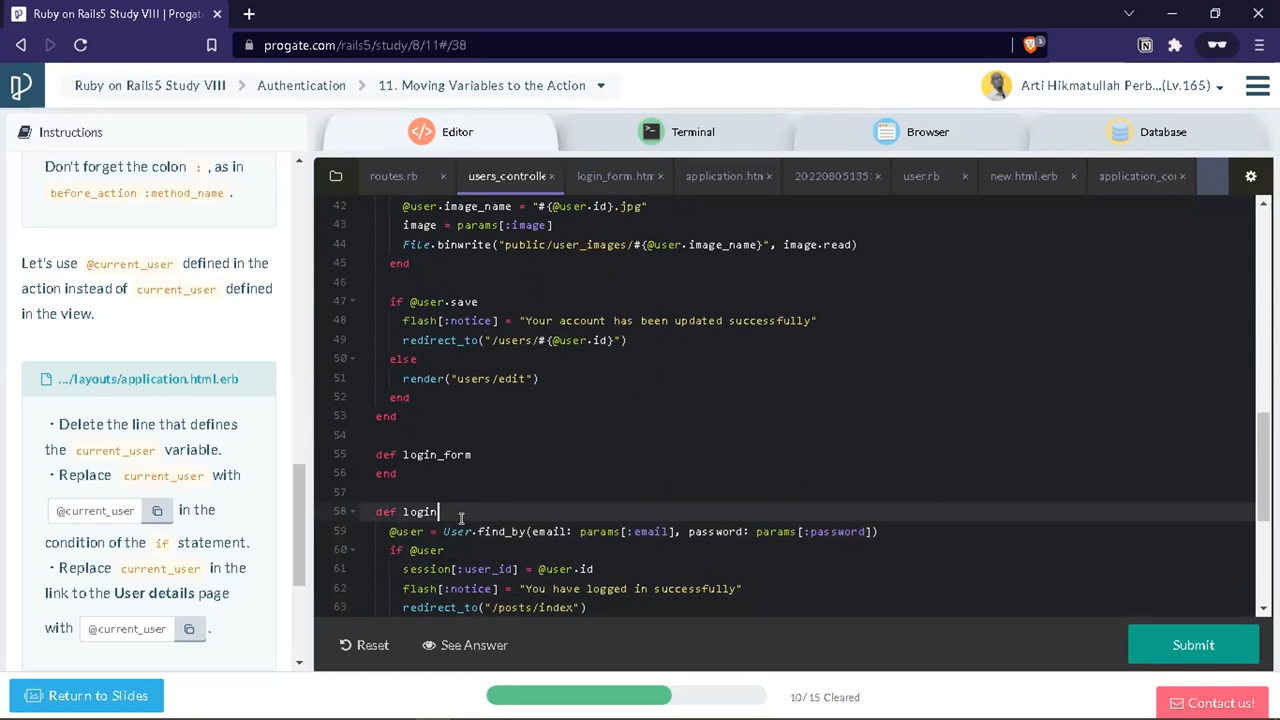 Ruby on Rails5 Study VIII | Progate
progate.com/rails5/study/8/11#/38
3
Ruby on Rails5 Study VIII
Authentication
11. Moving Variables to the Action
Arti Hikmatullah Perb...(Lv.165)
Instructions
Editor
Terminal
Browser
Database
Don't forget the colon : , as in
before_action :method_name .
Let's use @current_user defined in the
action instead of current_user defined
in the view.
.../layouts/application.html.erb
・Delete the line that defines
the current_user variable.
・Replace current_user with
@current_user in the
condition of the if statement.
・Replace current_user in the
link to the User details page
with @current_user .
routes.rb
users_controlle
login_form.htm
application.htm
202208051351
user.rb
new.html.erb
application_con
42 @user.image_name = "#{@user.id}.jpg"
43 image = params[:image]
44 File.binwrite("public/user_images/#{@user.image_name}", image.read)
45 end
46
47 if @user.save
48 flash[:notice] = "Your account has been updated successfully"
49 redirect_to("/users/#{@user.id}")
50 else
51 render("users/edit")
52 end
53 end
54
55 def login_form
56 end
57
58 def login
59 @user = User.find_by(email: params[:email], password: params[:password])
60 if @user
61 session[:user_id] = @user.id
62 flash[:notice] = "You have logged in successfully"
63 redirect_to("/posts/index")
Reset
See Answer
Submit
Return to Slides
10/15 Cleared
Contact us!